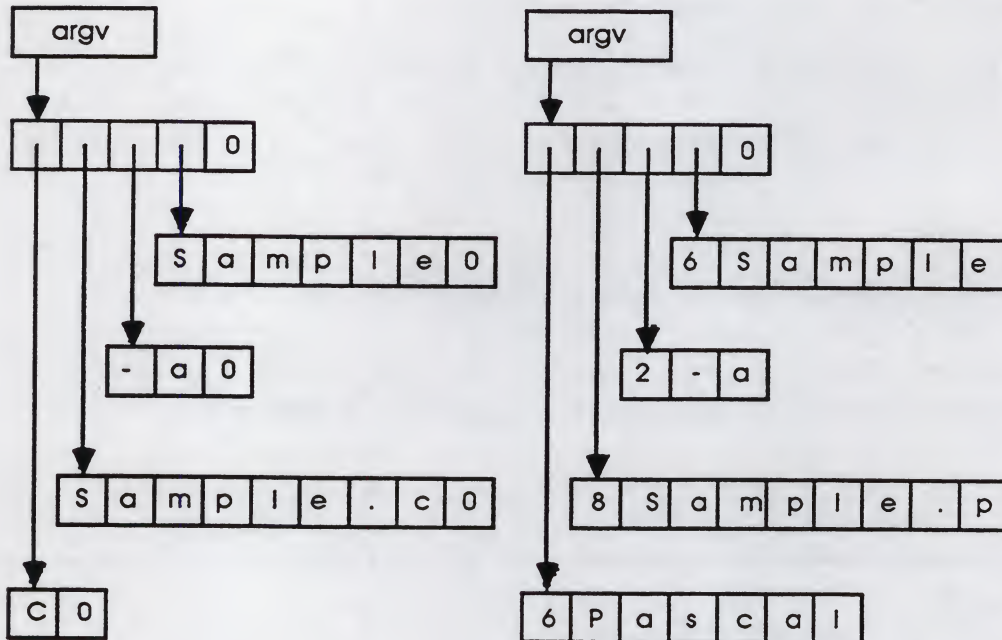 argv
0
S a m p l e 0
- a 0
S a m p l e . c 0
C 0
argv
0
6 S a m p l e
2 - a
8 S a m p l e . p
6 P a s c a l